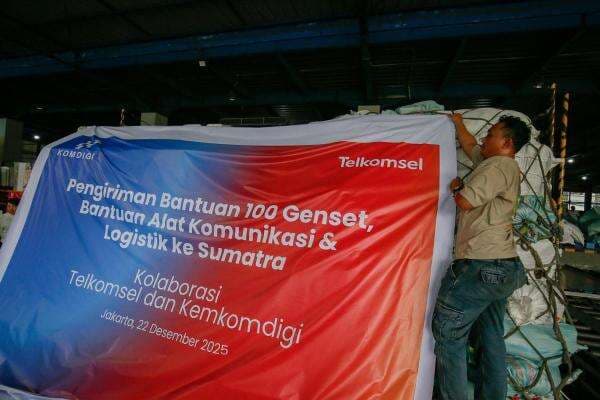 KOMDIGI
Telkomsel
Pengiriman Bantuan 100 Genset,
Bantuan Alat Komunikasi &
Logistik ke Sumatra
Kolaborasi
Telkomsel dan Kemkomdigi
Jakarta, 22 Desember 2025